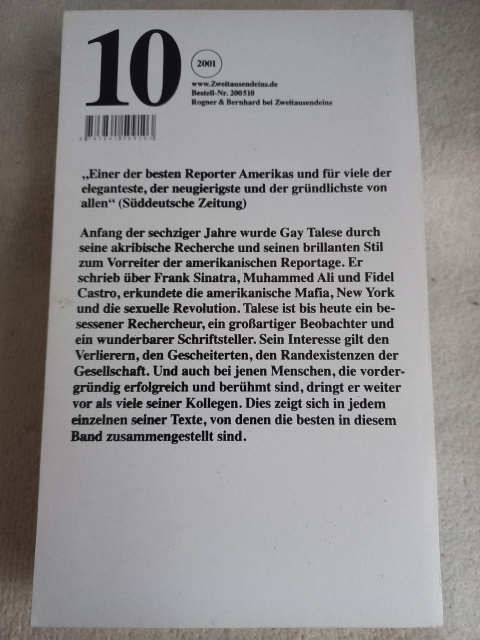 10
2001
www.Zweitausendeins.de
Bestell-Nr. 200510
Rogner & Bernhard bei Zweitausendeins
„Einer der besten Reporter Amerikas und für viele der
eleganteste, der neugierigste und der gründlichste von
allen“ (Süddeutsche Zeitung)
Anfang der sechziger Jahre wurde Gay Talese durch
seine akribische Recherche und seinen brillanten Stil
zum Vorreiter der amerikanischen Reportage. Er
schrieb über Frank Sinatra, Muhammed Ali und Fidel
Castro, erkundete die amerikanische Mafia, New York
und die sexuelle Revolution. Talese ist bis heute ein be-
sessener Rechercheur, ein großartiger Beobachter und
ein wunderbarer Schriftsteller. Sein Interesse gilt den
Verlierern, den Gescheiterten, den Randexistenzen der
Gesellschaft. Und auch bei jenen Menschen, die vorder-
gründig erfolgreich und berühmt sind, dringt er weiter
vor als viele seiner Kollegen. Dies zeigt sich in jedem
einzelnen seiner Texte, von denen die besten in diesem
Band zusammengestellt sind.